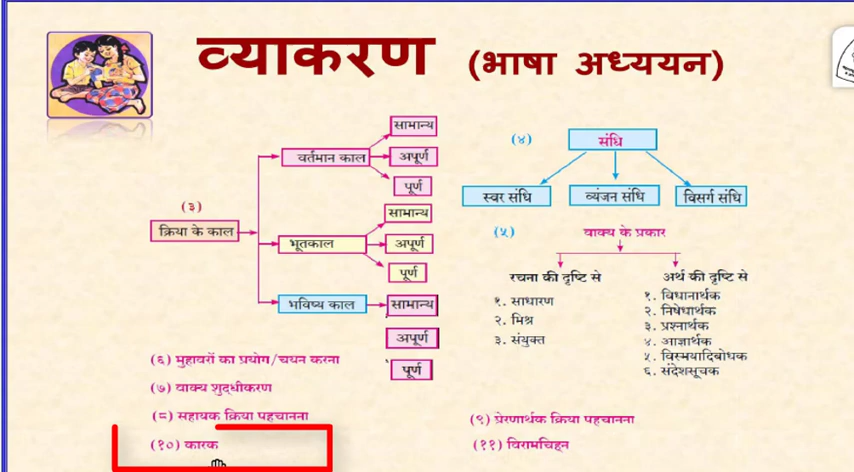 व्याकरण (भाषा अध्ययन)
(३)
क्रिया के काल
वर्तमान काल
सामान्य
अपूर्ण
पूर्ण
भूतकाल
सामान्य
अपूर्ण
पूर्ण
भविष्य काल
सामान्य
अपूर्ण
पूर्ण
(४) संधि
स्वर संधि व्यंजन संधि विसर्ग संधि
(५) वाक्य के प्रकार
रचना की दृष्टि से
१. साधारण
२. मिश्र
३. संयुक्त
अर्थ की दृष्टि से
१. विधानार्थक
२. निषेधार्थक
३. प्रश्नार्थक
४. आज्ञार्थक
५. विस्मयादिबोधक
६. संदेशसूचक
(६) मुहावरों का प्रयोग/चयन करना
(७) वाक्य शुद्धीकरण
(८) सहायक क्रिया पहचानना
(९) प्रेरणार्थक क्रिया पहचानना
(१०) कारक
(११) विरामचिह्न